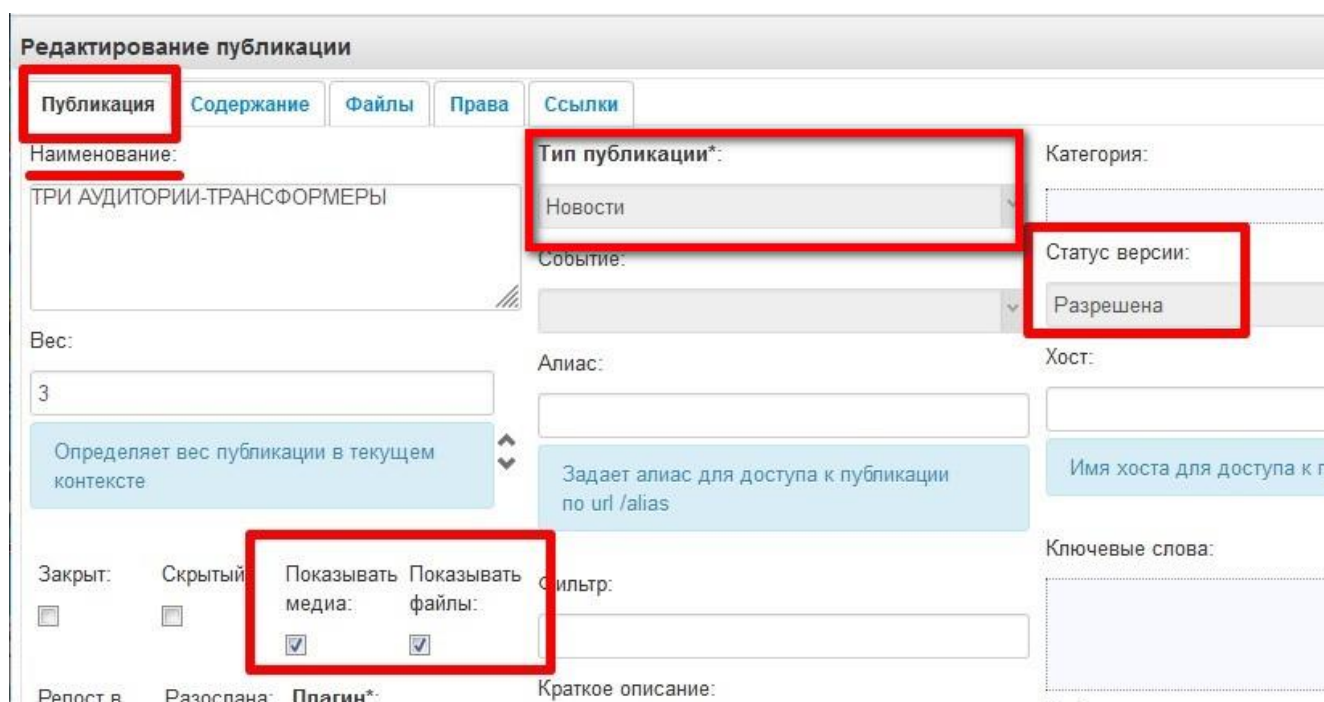 Редактирование публикации
Публикация Содержание Файлы Права Ссылки
Наименование: Тип публикации*: Категория:
ТРИ АУДИТОРИИ-ТРАНСФОРМЕРЫ
Новости
Событие: Статус версии:
Разрешена
Вес: Алиас: Хост:
3
Определяет вес публикации в текущем
контексте
Задает алиас для доступа к публикации
по url /alias
Имя хоста для доступа к
Ключевые слова:
Закрыт: Скрытый Показывать Показывать
медиа: файлы:
Фильтр:
Краткое описание:
Репост в Разослана: Плагин*: